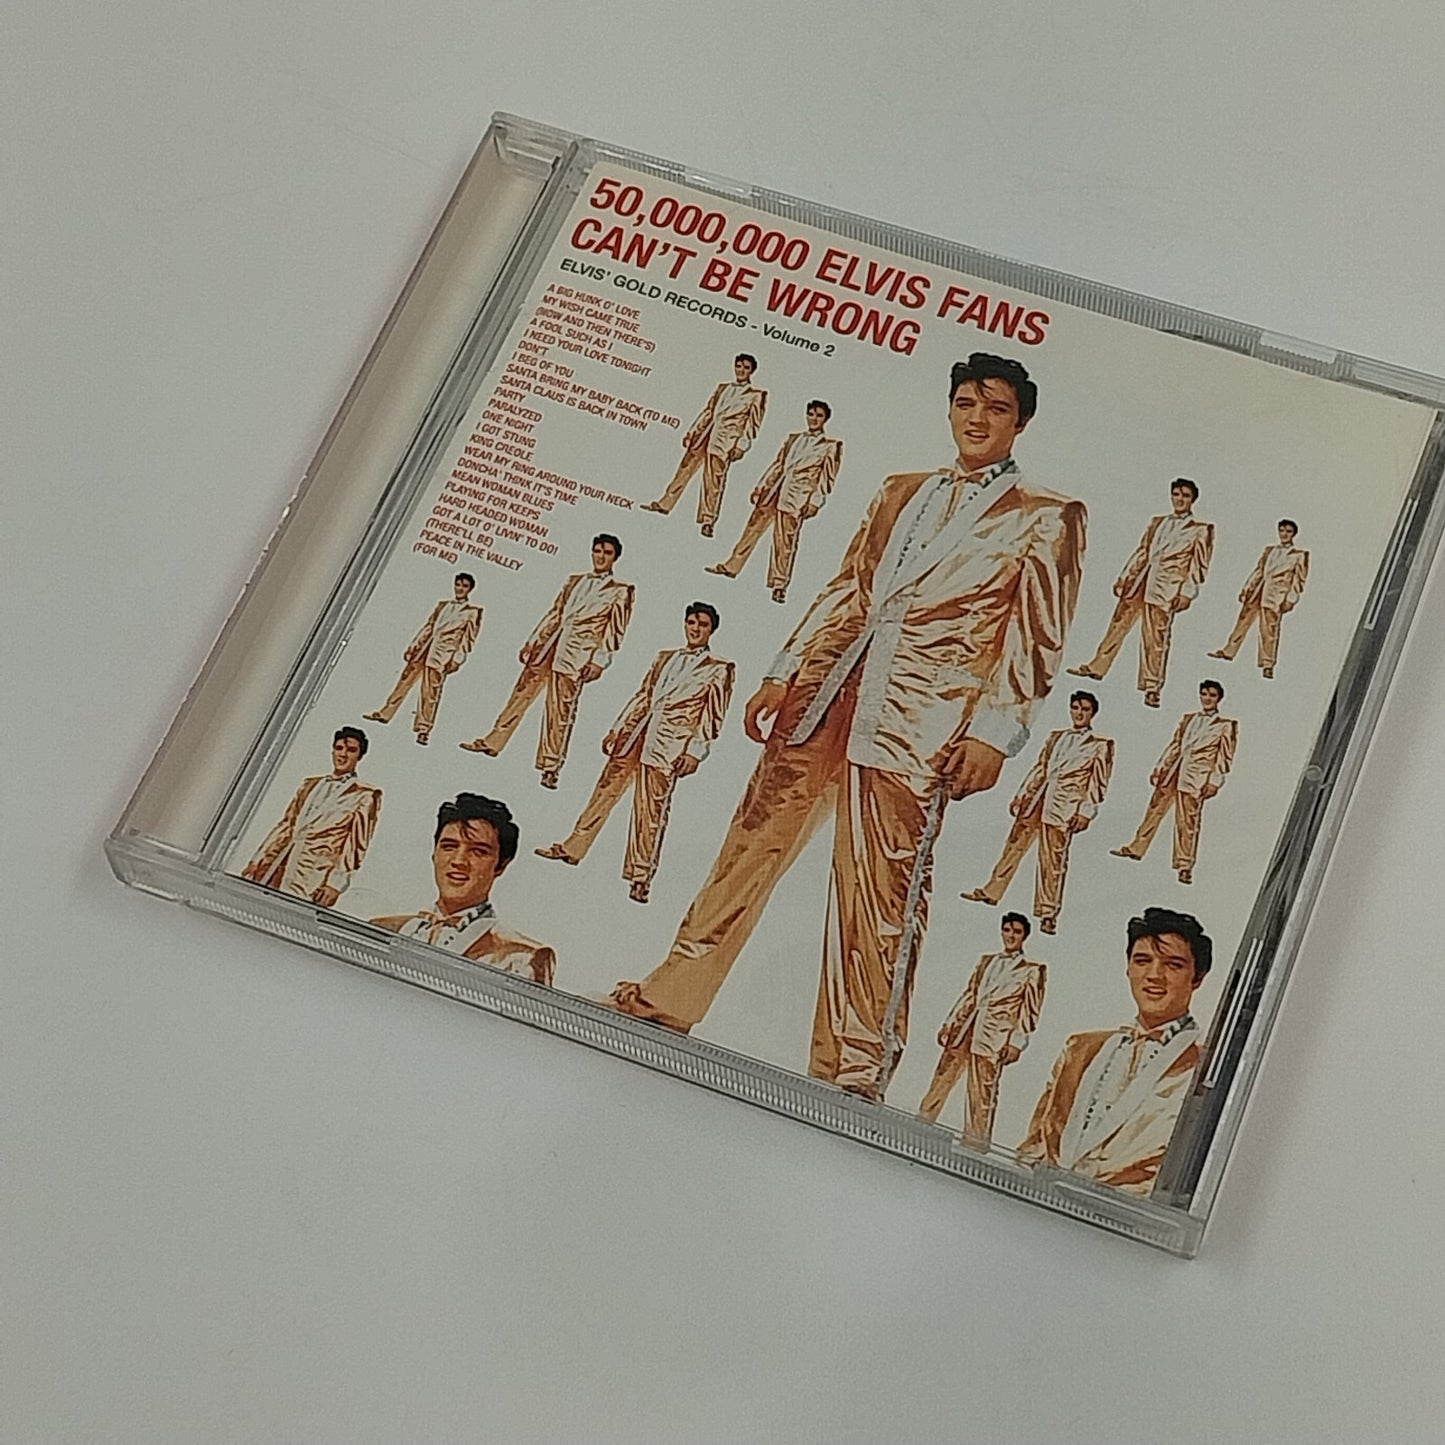 50,000,000 ELVIS FANS
CAN'T BE WRONG
ELVIS' GOLD RECORDS - Volume 2
A BIG HUNK O' LOVE
MY WISH CAME TRUE
(NOW AND THEN THERE'S)
A FOOL SUCH AS I
I NEED YOUR LOVE TONIGHT
DON'T
I BEG OF YOU
SANTA BRING MY BABY BACK (TO ME)
SANTA CLAUS IS BACK IN TOWN
PARTY
PARALYZED
ONE NIGHT
I GOT STUNG
KING CREOLE
WEAR MY RING AROUND YOUR NECK
DONCHA' THINK IT'S TIME
MEAN WOMAN BLUES
PLAYING FOR KEEPS
HARD HEADED WOMAN
GOT A LOT O' LIVIN' TO DO!
(THERE'LL BE)
PEACE IN THE VALLEY
(FOR ME)